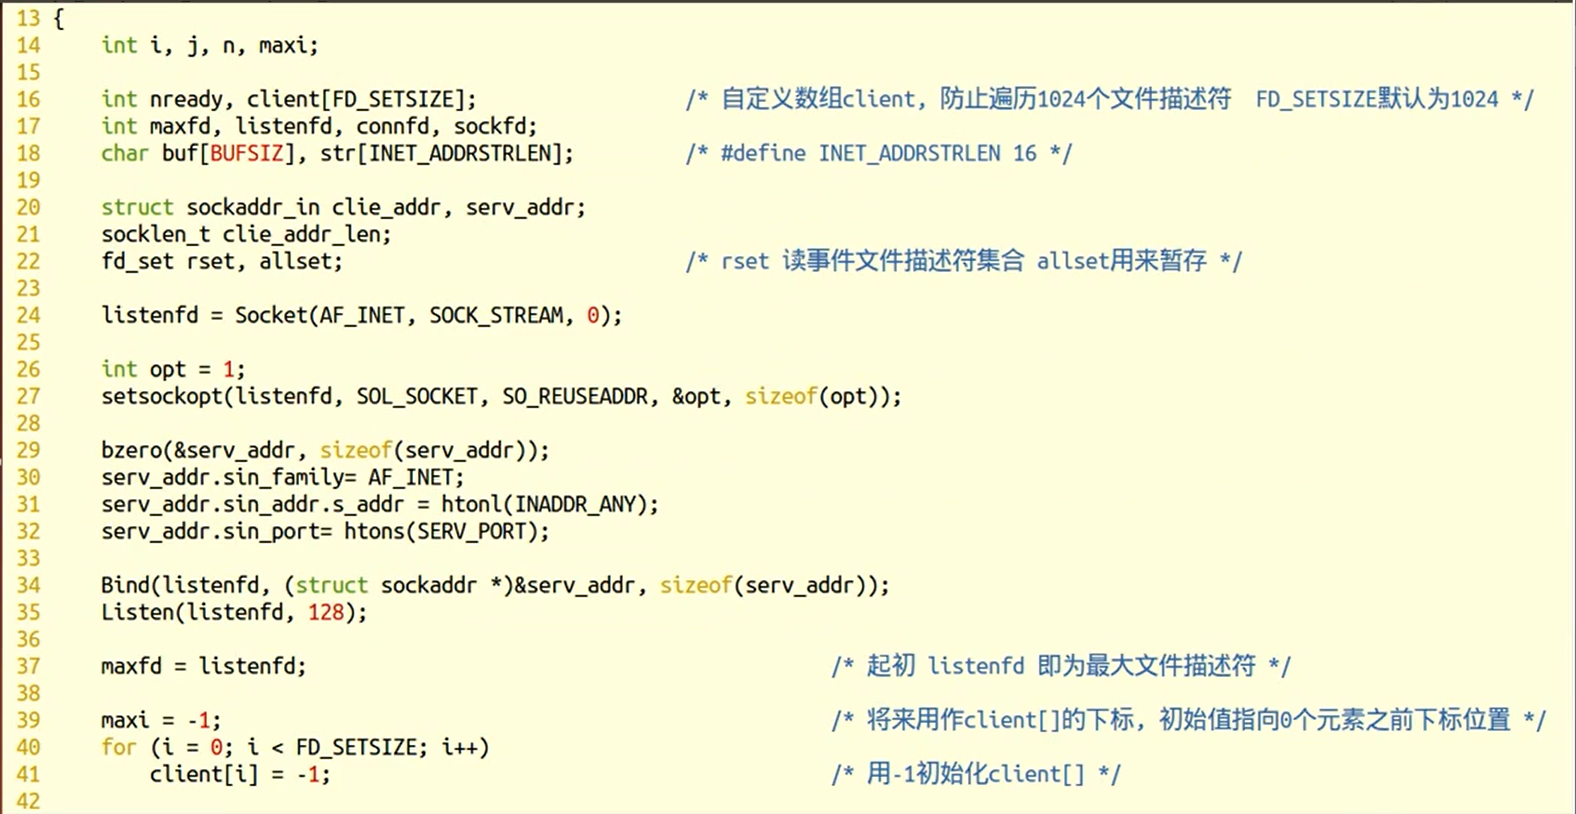 13 {
14     int i, j, n, maxi;
15
16     int nready, client[FD_SETSIZE];                 /* 自定义数组client，防止遍历1024个文件描述符  FD_SETSIZE默认为1024 */
17     int maxfd, listenfd, connfd, sockfd;
18     char buf[BUFSIZ], str[INET_ADDRSTRLEN];         /* #define INET_ADDRSTRLEN 16 */
19
20     struct sockaddr_in clie_addr, serv_addr;
21     socklen_t clie_addr_len;
22     fd_set rset, allset;                            /* rset 读事件文件描述符集合 allset用来暂存 */
23
24     listenfd = Socket(AF_INET, SOCK_STREAM, 0);
25
26     int opt = 1;
27     setsockopt(listenfd, SOL_SOCKET, SO_REUSEADDR, &opt, sizeof(opt));
28
29     bzero(&serv_addr, sizeof(serv_addr));
30     serv_addr.sin_family= AF_INET;
31     serv_addr.sin_addr.s_addr = htonl(INADDR_ANY);
32     serv_addr.sin_port= htons(SERV_PORT);
33
34     Bind(listenfd, (struct sockaddr *)&serv_addr, sizeof(serv_addr));
35     Listen(listenfd, 128);
36
37     maxfd = listenfd;                                           /* 起初 listenfd 即为最大文件描述符 */
38
39     maxi = -1;                                                  /* 将来用作client[]的下标，初始值指向0个元素之前下标位置 */
40     for (i = 0; i < FD_SETSIZE; i++)
41         client[i] = -1;                                         /* 用-1初始化client[] */
42